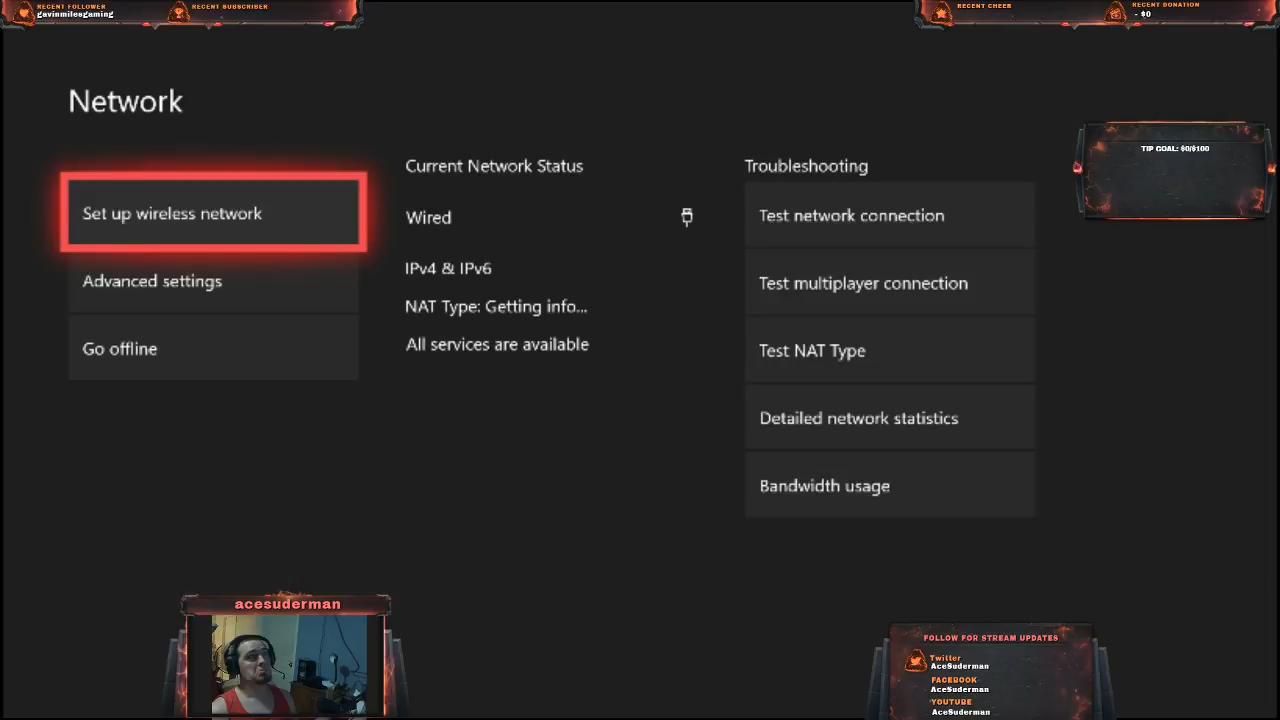 RECENT FOLLOWER
gavinmilesgaming
RECENT SUBSCRIBER
RECENT CHEER
RECENT DONATION
- $0
Network
Set up wireless network
Advanced settings
Go offline
Current Network Status
Wired
IPv4 & IPv6
NAT Type: Getting info...
All services are available
Troubleshooting
Test network connection
Test multiplayer connection
Test NAT Type
Detailed network statistics
Bandwidth usage
TIP GOAL: $0/$100
acesuderman
FOLLOW FOR STREAM UPDATES
Twitter
AceSuderman
FACEBOOK
AceSuderman
YOUTUBE
AceSuderman